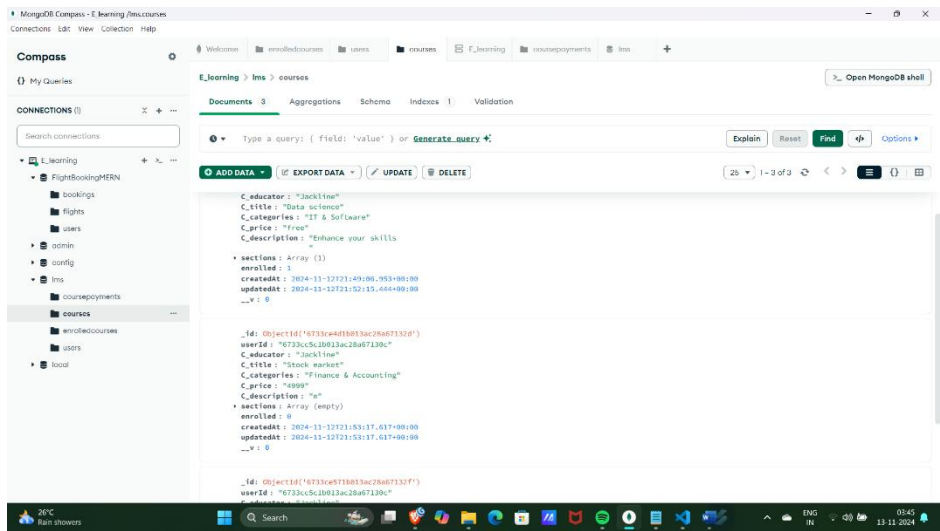 MongoDB Compass - E_learning /lms.courses
Connections Edit View Collection Help
Compass
{} My Queries
CONNECTIONS (1)
Search connections
E_learning
FlightBookingMERN
bookings
flights
users
admin
config
lms
coursepayments
courses
enrolledcourses
users
local
Welcome enrolledcourses users courses E_learning coursepayments lms +
E_learning > lms > courses
>_ Open MongoDB shell
Documents 3 Aggregations Schema Indexes 1 Validation
Type a query: { field: 'value' } or Generate query
Explain Reset Find </> Options
ADD DATA EXPORT DATA UPDATE DELETE
25 1 – 3 of 3
C_educator : "Jackline"
C_title : "Data science"
C_categories : "IT & Software"
C_price : "free"
C_description : "Enhance your skills
"
sections : Array (1)
enrolled : 1
createdAt : 2024-11-12T21:49:06.953+00:00
updatedAt : 2024-11-12T21:52:15.444+00:00
__v : 0
_id: ObjectId('6733ce4d1b013ac28a67132d')
userId : "6733cc5c1b013ac28a67130c"
C_educator : "Jackline"
C_title : "Stock market"
C_categories : "Finance & Accounting"
C_price : "4999"
C_description : "m"
sections : Array (empty)
enrolled : 0
createdAt : 2024-11-12T21:53:17.617+00:00
updatedAt : 2024-11-12T21:53:17.617+00:00
__v : 0
_id: ObjectId('6733ce571b013ac28a67132f')
userId : "6733cc5c1b013ac28a67130c"
26°C
Rain showers
Search
ENG
IN
03:45
13-11-2024